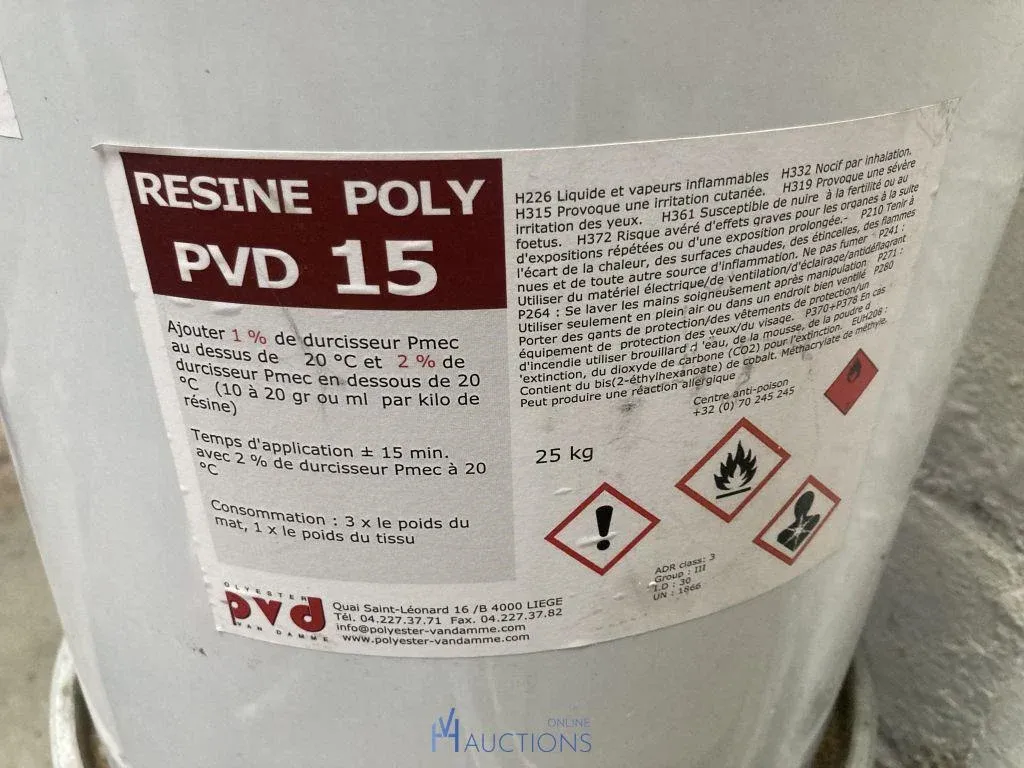 RESINE POLY
PVD 15
Ajouter 1 % de durcisseur Pmec
au dessus de 20 °C et 2 % de
durcisseur Pmec en dessous de 20
°C (10 à 20 gr ou ml par kilo de
résine)
Temps d'application ± 15 min.
avec 2 % de durcisseur Pmec à 20
°C
Consommation : 3 x le poids du
mat, 1 x le poids du tissu
H226 Liquide et vapeurs inflammables H332 Nocif par inhalation.
H315 Provoque une irritation cutanée. H319 Provoque une sévère
irritation des yeux. H361 Susceptible de nuire à la fertilité ou au
foetus. H372 Risque avéré d'effets graves pour les organes à la suite
d'expositions répétées ou d'une exposition prolongée.- P210 Tenir à
l'écart de la chaleur, des surfaces chaudes, des étincelles, des flammes
nues et de toute autre source d'inflammation. Ne pas fumer P241 :
Utiliser du matériel électrique/de ventilation/d'éclairage/antidéflagrant
P264 : Se laver les mains soigneusement après manipulation P271 :
Utiliser seulement en plein air ou dans un endroit bien ventilé P280
Porter des gants de protection/des vêtements de protection/un
équipement de protection des yeux/du visage. P370+P378 En cas
d'incendie utiliser brouillard d 'eau, de la mousse, de la poudre d
'extinction, du dioxyde de carbone (CO2) pour l'extinction. EUH208 :
Contient du bis(2-éthylhexanoate) de cobalt. Méthacrylate de méthyle.
Peut produire une réaction allergique
Centre anti-poison
+32 (0) 70 245 245
25 kg
ADR class: 3
Group : III
I.D : 30
UN : 1866
OLYESTER
pvd
VAN DAMME
Quai Saint-Léonard 16 /B 4000 LIEGE
Tél. 04.227.37.71 Fax. 04.227.37.82
info@polyester-vandamme.com
www.polyester-vandamme.com
ONLINE
AUCTIONS